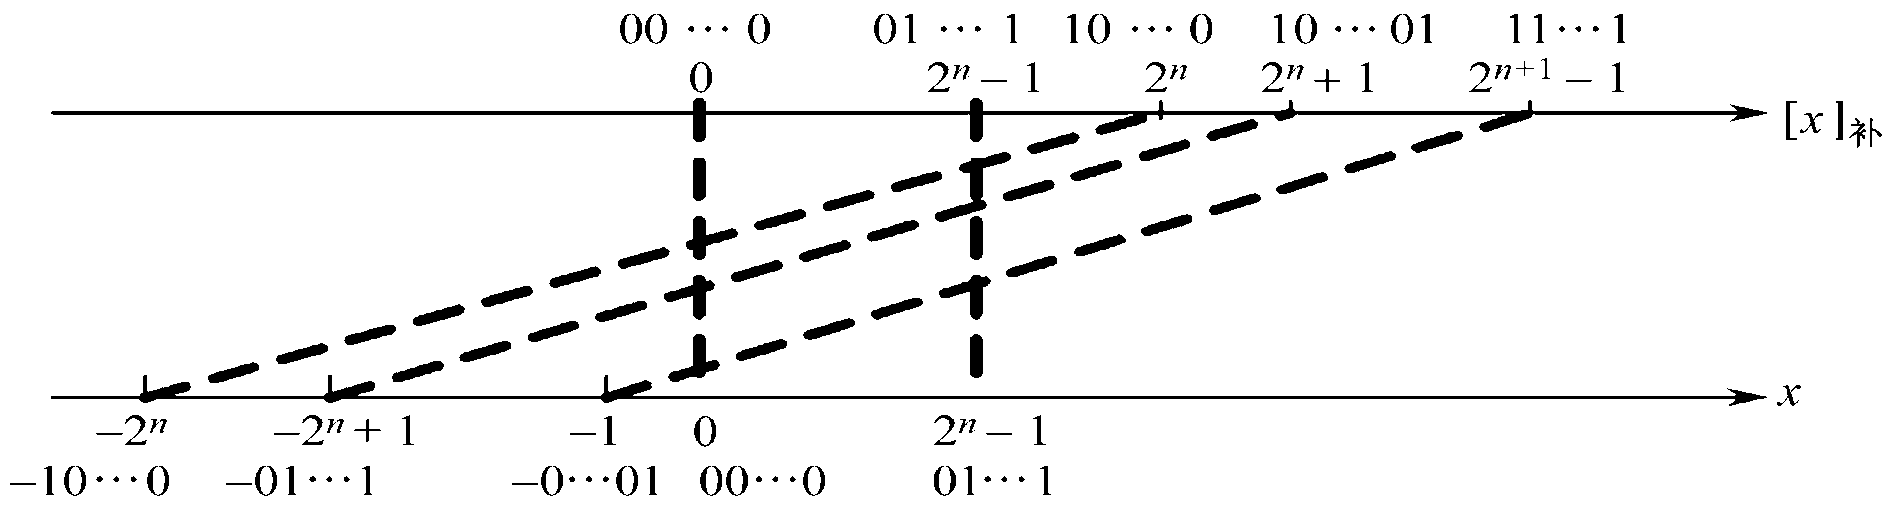 00 ··· 0 01 ··· 1 10 ··· 0 10 ··· 01 11···1
0 2ⁿ – 1 2ⁿ 2ⁿ + 1 2ⁿ⁺¹ – 1
[x]补
x
–2ⁿ –2ⁿ + 1 –1 0 2ⁿ – 1
–10···0 –01···1 –0···01 00···0 01···1